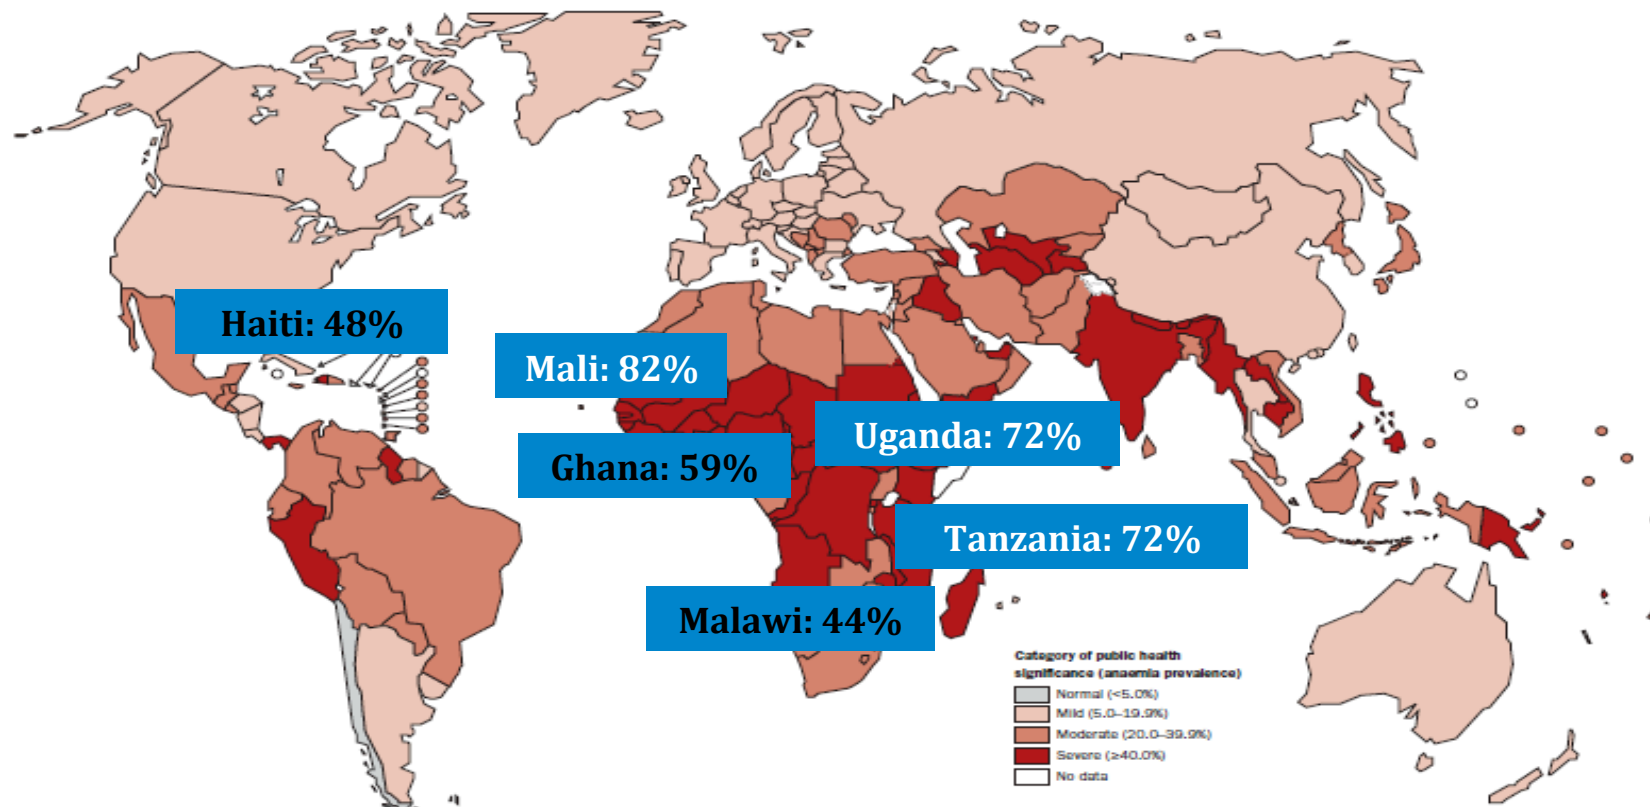 Haiti: 48%
Mali: 82%
Uganda: 72%
Ghana: 59%
Tanzania: 72%
Malawi: 44%
Category of public health
significance (anaemia prevalence)
Normal (<5.0%)
Mild (5.0–19.9%)
Moderate (20.0–39.9%)
Severe (≥40.0%)
No data